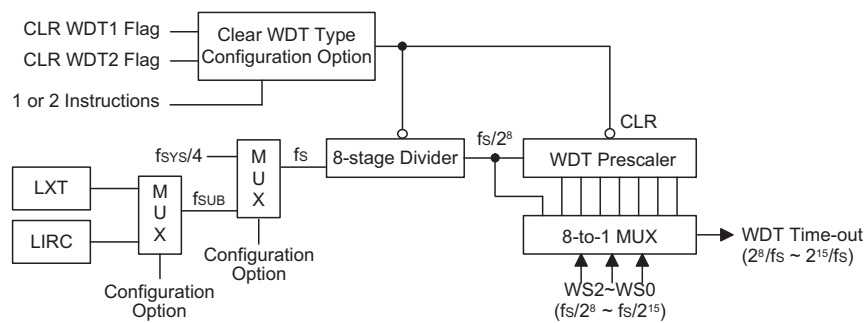 CLR WDT1 Flag
CLR WDT2 Flag
1 or 2 Instructions
Clear WDT Type
Configuration Option
CLR
fSYS/4
M
U
X
fS
8-stage Divider
fS/2⁸
WDT Prescaler
LXT
LIRC
M
U
X
fSUB
Configuration
Option
Configuration
Option
8-to-1 MUX
WDT Time-out
(2⁸/fS ~ 2¹⁵/fS)
WS2~WS0
(fS/2⁸ ~ fS/2¹⁵)